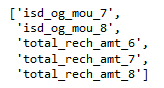 ['isd_og_mou_7',
'isd_og_mou_8',
'total_rech_amt_6',
'total_rech_amt_7',
'total_rech_amt_8']